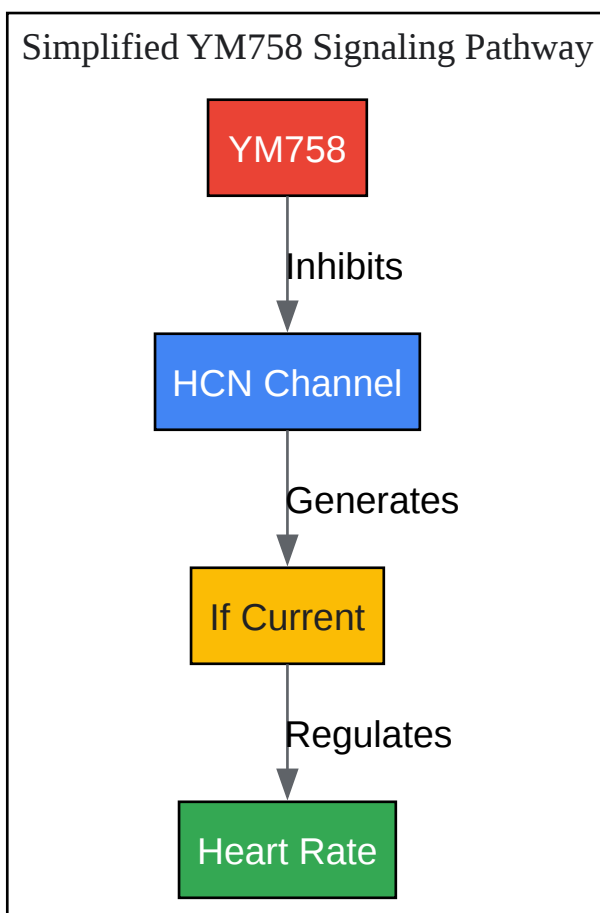 Simplified YM758 Signaling Pathway
YM758
Inhibits
HCN Channel
Generates
If Current
Regulates
Heart Rate